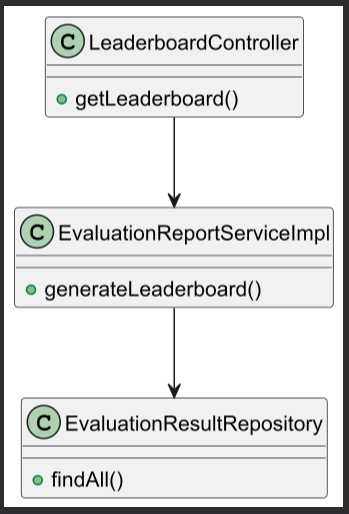 C LeaderboardController
getLeaderboard()
C EvaluationReportServiceImpl
generateLeaderboard()
C EvaluationResultRepository
findAll()